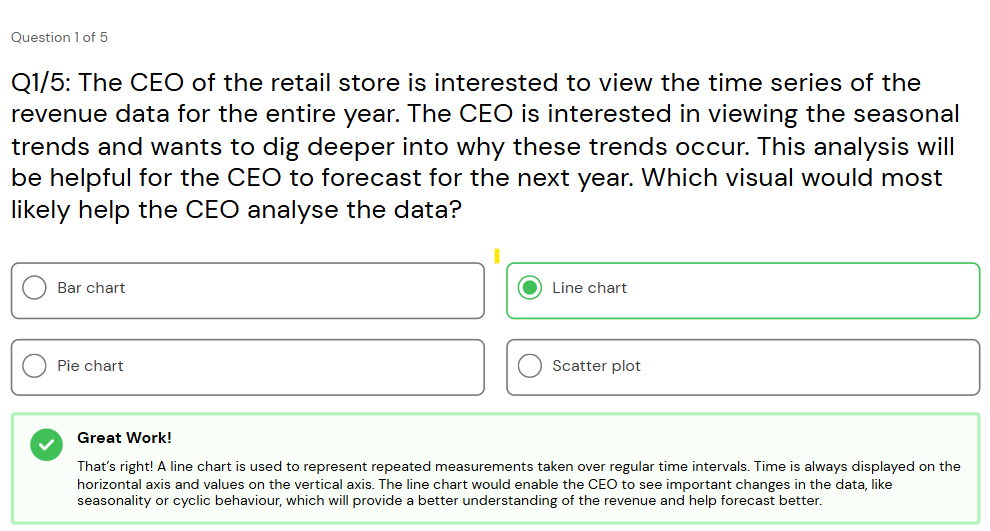 Question 1 of 5
Q1/5: The CEO of the retail store is interested to view the time series of the
revenue data for the entire year. The CEO is interested in viewing the seasonal
trends and wants to dig deeper into why these trends occur. This analysis will
be helpful for the CEO to forecast for the next year. Which visual would most
likely help the CEO analyse the data?
Bar chart
Line chart
Pie chart
Scatter plot
Great Work!
That's right! A line chart is used to represent repeated measurements taken over regular time intervals. Time is always displayed on the
horizontal axis and values on the vertical axis. The line chart would enable the CEO to see important changes in the data, like
seasonality or cyclic behaviour, which will provide a better understanding of the revenue and help forecast better.